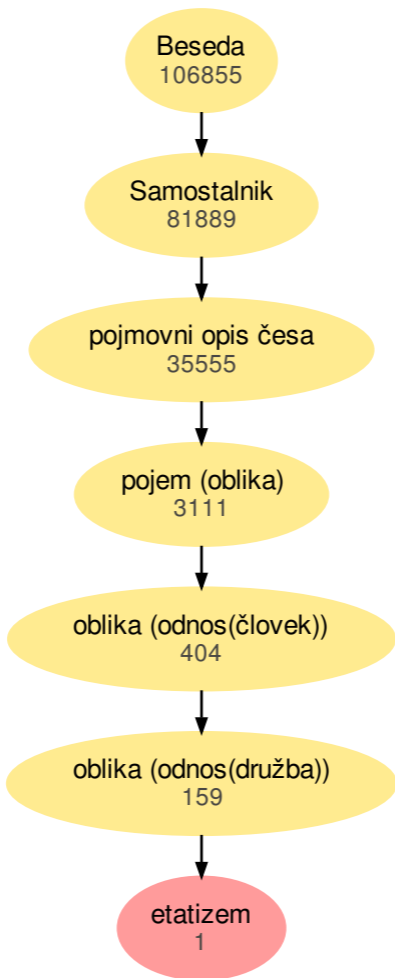 Beseda
106855
Samostalnik
81889
pojmovni opis česa
35555
pojem (oblika)
3111
oblika (odnos(človek))
404
oblika (odnos(družba))
159
etatizem
1